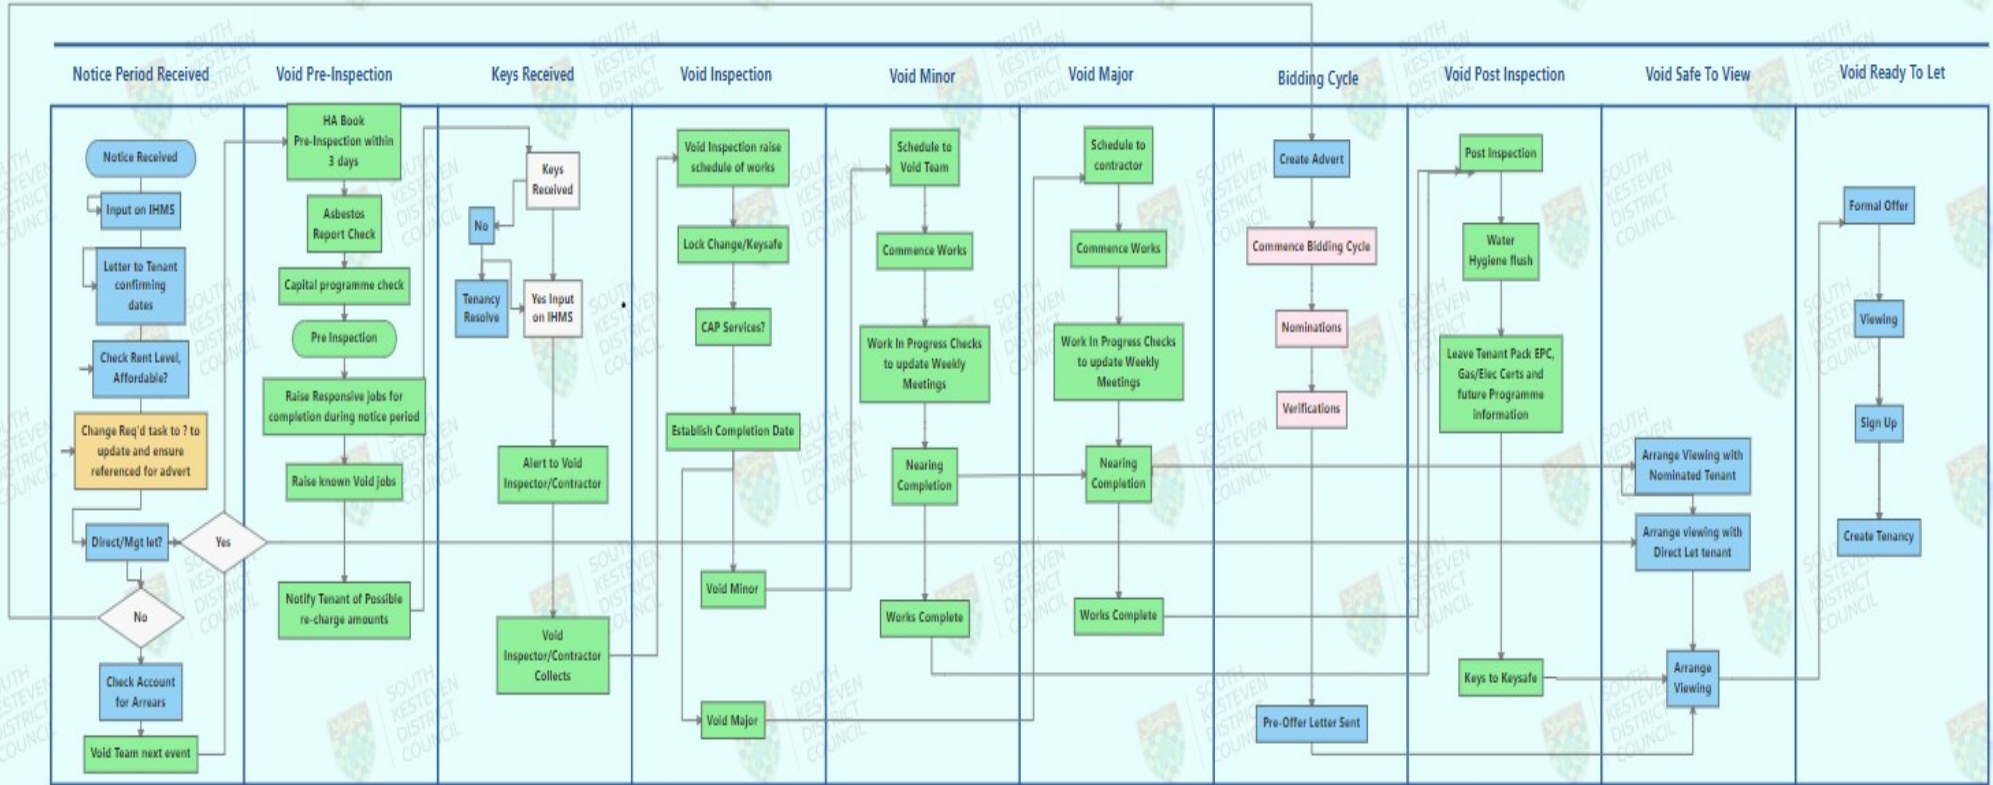 Notice Period Received
Void Pre-Inspection
Keys Received
Void Inspection
Void Minor
Void Major
Bidding Cycle
Void Post Inspection
Void Safe To View
Void Ready To Let
Notice Received
Input on IHMS
Letter to Tenant
confirming
dates
Check Rent Level,
Affordable?
Change Req'd task to ? to
update and ensure
referenced for advert
Direct/Mgt let?
Yes
No
Check Account
for Arrears
Void Team next event
HA Book
Pre-Inspection within
3 days
Asbestos
Report Check
Capital programme check
Pre Inspection
Raise Responsive jobs for
completion during notice period
Raise known Void jobs
Notify Tenant of Possible
re-charge amounts
Keys
Received
No
Tenancy
Resolve
Yes Input
on IHMS
Alert to Void
Inspector/Contractor
Void
Inspector/Contractor
Collects
Void Inspection raise
schedule of works
Lock Change/Keysafe
CAP Services?
Establish Completion Date
Void Minor
Void Major
Schedule to
Void Team
Commence Works
Work In Progress Checks
to update Weekly
Meetings
Nearing
Completion
Works Complete
Schedule to
contractor
Commence Works
Work In Progress Checks
to update Weekly
Meetings
Nearing
Completion
Works Complete
Create Advert
Commence Bidding Cycle
Nominations
Verifications
Pre-Offer Letter Sent
Post Inspection
Water
Hygiene flush
Leave Tenant Pack EPC,
Gas/Elec Certs and
future Programme
information
Keys to Keysafe
Arrange Viewing with
Nominated Tenant
Arrange viewing with
Direct Let tenant
Arrange
Viewing
Formal Offer
Viewing
Sign Up
Create Tenancy
SOUTH
KESTEVEN
DISTRICT
COUNCIL